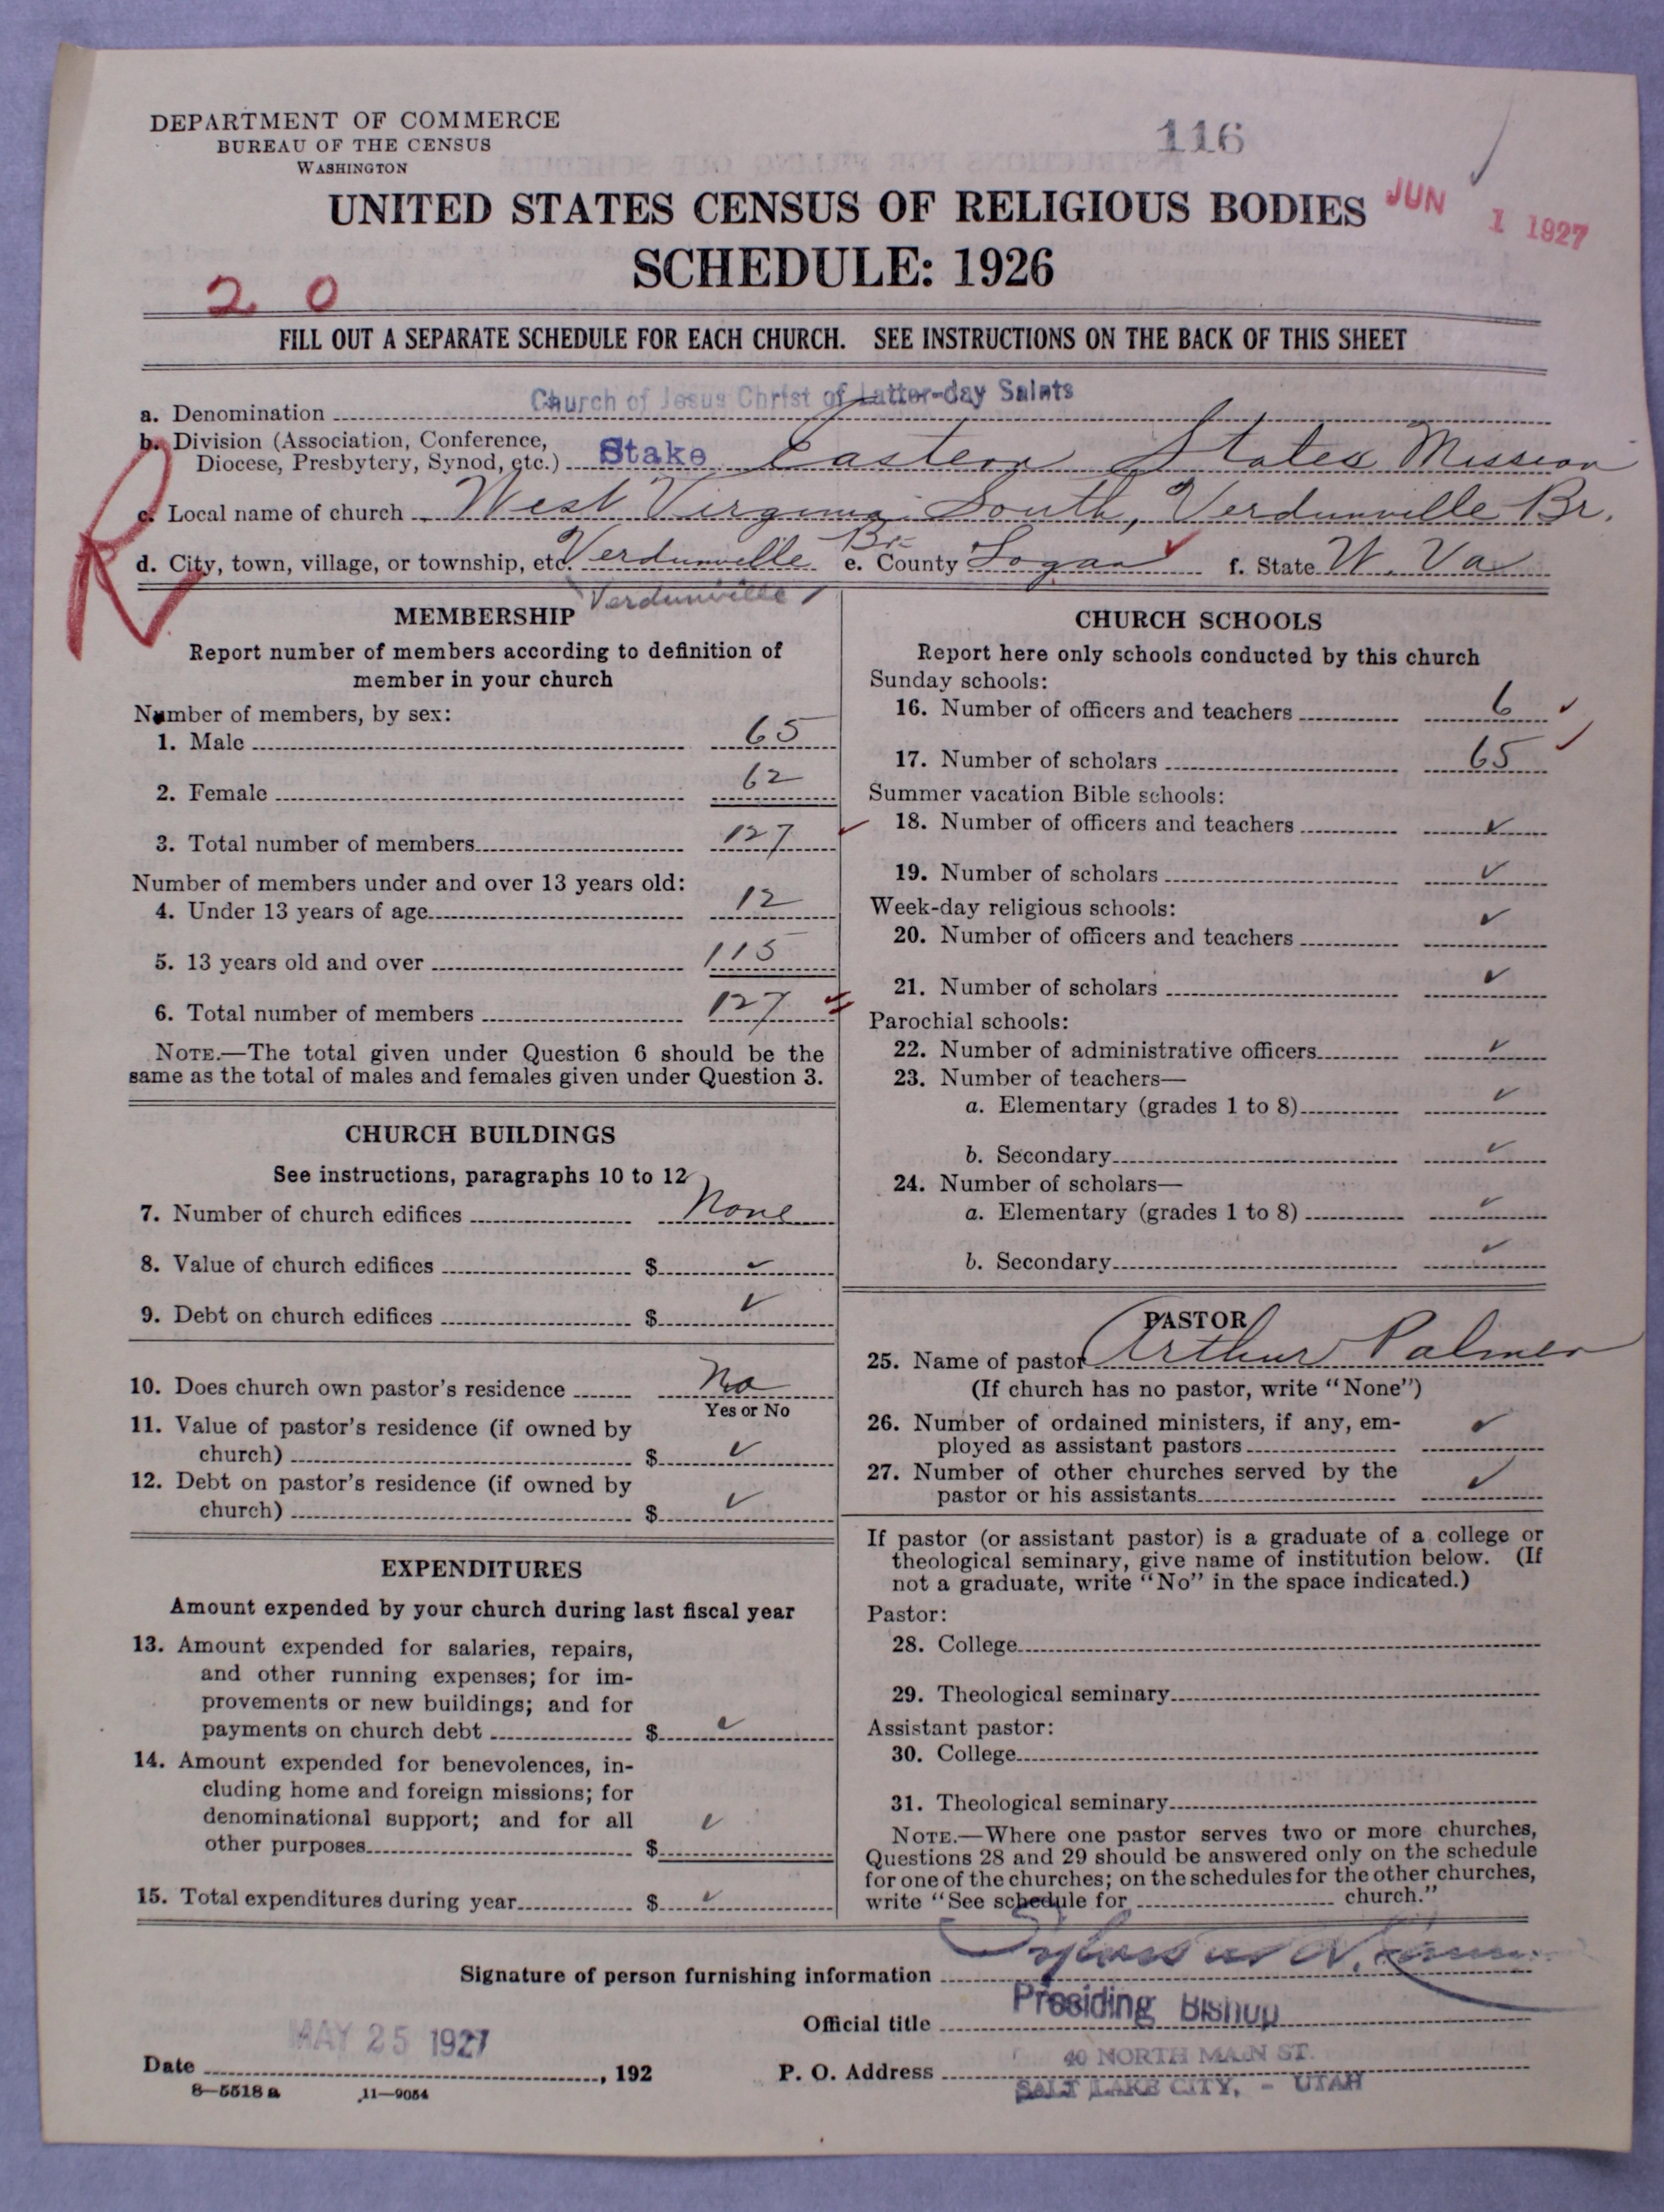 DEPARTMENT OF COMMERCE
BUREAU OF THE CENSUS
WASHINGTON
116
UNITED STATES CENSUS OF RELIGIOUS BODIES
JUN 1 1927
SCHEDULE: 1926
2 0
FILL OUT A SEPARATE SCHEDULE FOR EACH CHURCH. SEE INSTRUCTIONS ON THE BACK OF THIS SHEET
a. Denomination Church of Jesus Christ of Latter-day Saints
b. Division (Association, Conference,
Diocese, Presbytery, Synod, etc.) Stake Eastern States Mission
R
c. Local name of church West Virginia South, Verdunville Br.
d. City, town, village, or township, etc. Verdunville Br. e. County Logan f. State W. Va
Verdunville
MEMBERSHIP
Report number of members according to definition of
member in your church
Number of members, by sex:
1. Male 65
2. Female 62
3. Total number of members 127
Number of members under and over 13 years old:
4. Under 13 years of age 12
5. 13 years old and over 115
6. Total number of members 127
NOTE.—The total given under Question 6 should be the
same as the total of males and females given under Question 3.
CHURCH BUILDINGS
See instructions, paragraphs 10 to 12
7. Number of church edifices None
8. Value of church edifices $ ✓
9. Debt on church edifices $ ✓
10. Does church own pastor's residence No
Yes or No
11. Value of pastor's residence (if owned by
church) $ ✓
12. Debt on pastor's residence (if owned by
church) $ ✓
EXPENDITURES
Amount expended by your church during last fiscal year
13. Amount expended for salaries, repairs,
and other running expenses; for im-
provements or new buildings; and for
payments on church debt $ ✓
14. Amount expended for benevolences, in-
cluding home and foreign missions; for
denominational support; and for all
other purposes $ ✓
15. Total expenditures during year $ ✓
CHURCH SCHOOLS
Report here only schools conducted by this church
Sunday schools:
16. Number of officers and teachers 6 ✓
17. Number of scholars 65 ✓
Summer vacation Bible schools:
18. Number of officers and teachers ✓
19. Number of scholars ✓
Week-day religious schools:
20. Number of officers and teachers ✓
21. Number of scholars ✓
Parochial schools:
22. Number of administrative officers ✓
23. Number of teachers—
a. Elementary (grades 1 to 8) ✓
b. Secondary ✓
24. Number of scholars—
a. Elementary (grades 1 to 8) ✓
b. Secondary ✓
PASTOR
25. Name of pastor Arthur Palmer
(If church has no pastor, write "None")
26. Number of ordained ministers, if any, em-
ployed as assistant pastors ✓
27. Number of other churches served by the
pastor or his assistants ✓
If pastor (or assistant pastor) is a graduate of a college or
theological seminary, give name of institution below. (If
not a graduate, write "No" in the space indicated.)
Pastor:
28. College
29. Theological seminary
Assistant pastor:
30. College
31. Theological seminary
NOTE.—Where one pastor serves two or more churches,
Questions 28 and 29 should be answered only on the schedule
for one of the churches; on the schedules for the other churches,
write "See schedule for church."
Signature of person furnishing information
Official title Presiding Bishop
Date MAY 25 1927, 192
P. O. Address 40 NORTH MAIN ST.
SALT LAKE CITY, - UTAH
8—5518 a 11—9054